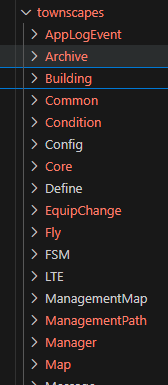 townscapes
AppLogEvent
Archive
Building
Common
Condition
Config
Core
Define
EquipChange
Fly
FSM
LTE
ManagementMap
ManagementPath
Manager
Map